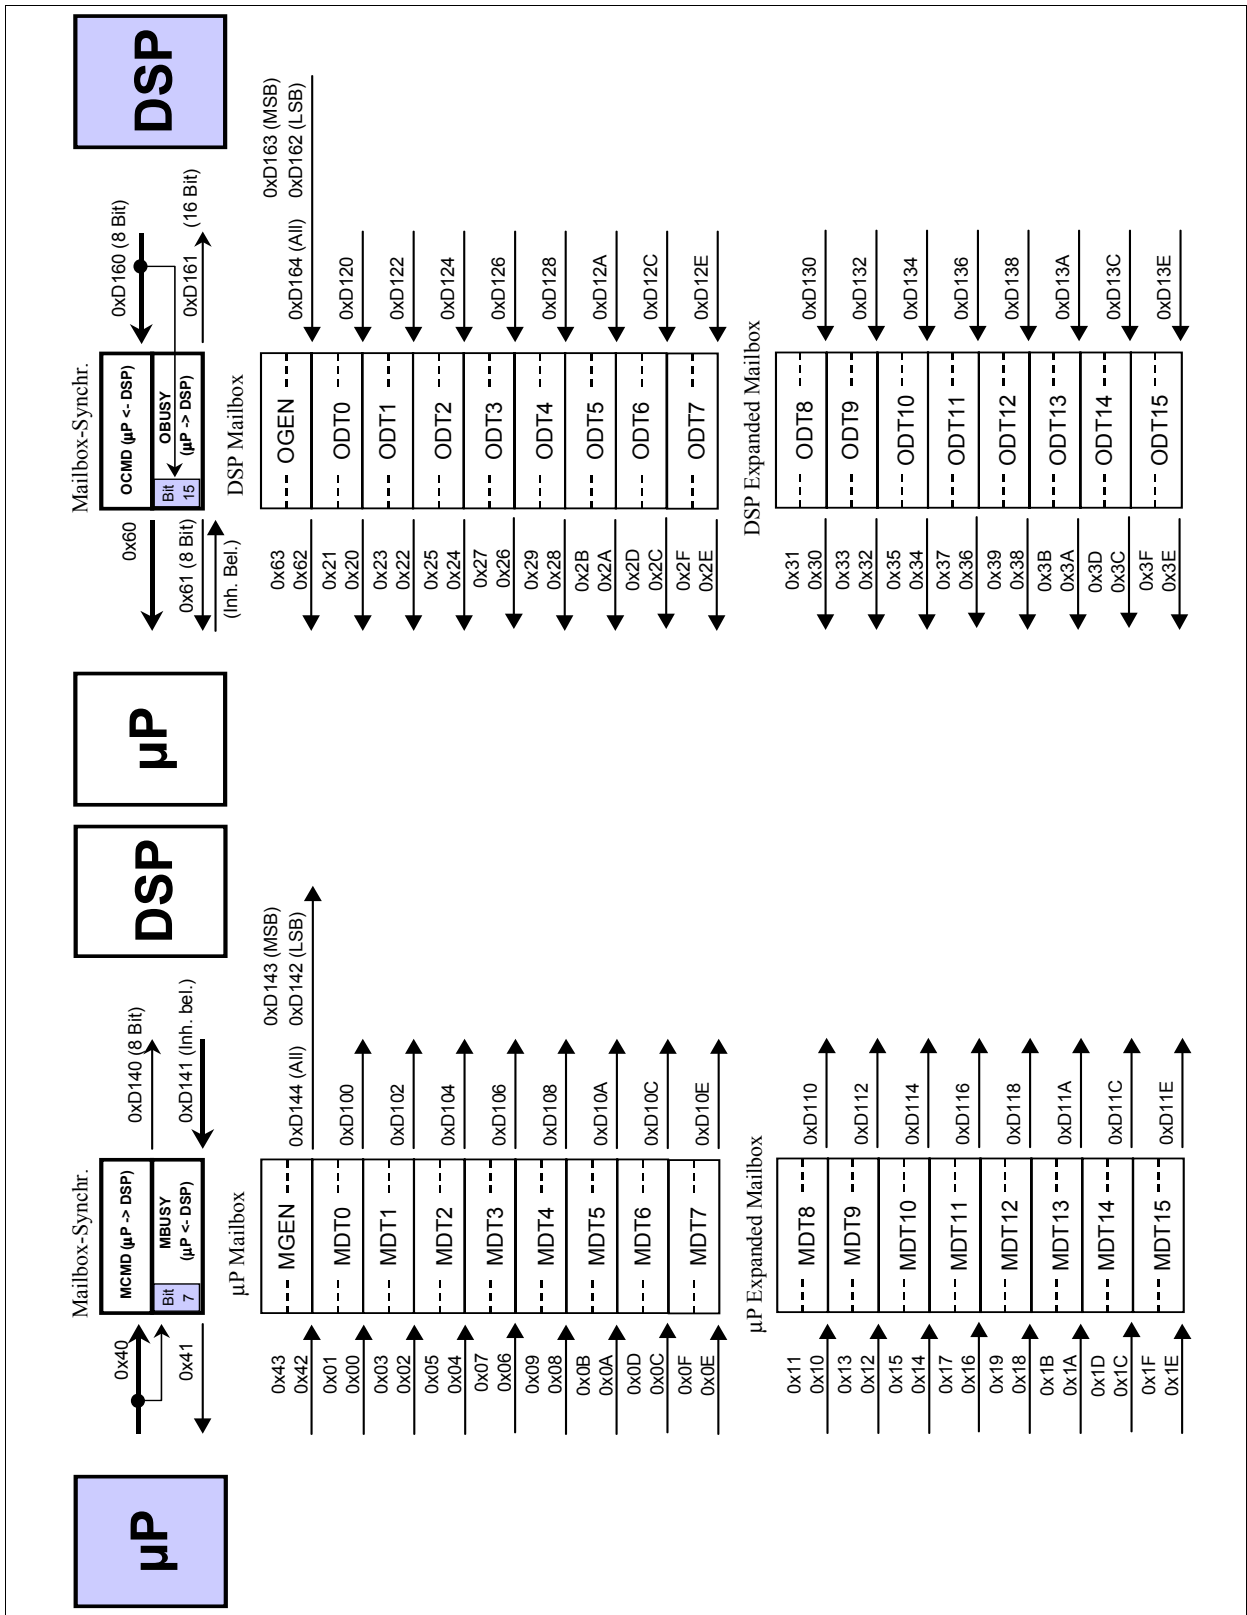 µP
DSP
Mailbox-Synchr.
0x40
MCMD (µP -> DSP)
0xD140 (8 Bit)
Bit
7
MBUSY
(µP <- DSP)
0x41
0xD141 (Inh. bel.)
µP Mailbox
0x43
0x42
MGEN
0xD144 (All)
0xD143 (MSB)
0xD142 (LSB)
0x01
0x00
MDT0
0xD100
0x03
0x02
MDT1
0xD102
0x05
0x04
MDT2
0xD104
0x07
0x06
MDT3
0xD106
0x09
0x08
MDT4
0xD108
0x0B
0x0A
MDT5
0xD10A
0x0D
0x0C
MDT6
0xD10C
0x0F
0x0E
MDT7
0xD10E
µP Expanded Mailbox
0x11
0x10
MDT8
0xD110
0x13
0x12
MDT9
0xD112
0x15
0x14
MDT10
0xD114
0x17
0x16
MDT11
0xD116
0x19
0x18
MDT12
0xD118
0x1B
0x1A
MDT13
0xD11A
0x1D
0x1C
MDT14
0xD11C
0x1F
0x1E
MDT15
0xD11E
µP
DSP
Mailbox-Synchr.
0x60
OCMD (µP <- DSP)
0xD160 (8 Bit)
0x61 (8 Bit)
(Inh. Bel.)
Bit
15
OBUSY
(µP -> DSP)
0xD161 (16 Bit)
DSP Mailbox
0x63
0x62
OGEN
0xD164 (All)
0xD163 (MSB)
0xD162 (LSB)
0x21
0x20
ODT0
0xD120
0x23
0x22
ODT1
0xD122
0x25
0x24
ODT2
0xD124
0x27
0x26
ODT3
0xD126
0x29
0x28
ODT4
0xD128
0x2B
0x2A
ODT5
0xD12A
0x2D
0x2C
ODT6
0xD12C
0x2F
0x2E
ODT7
0xD12E
DSP Expanded Mailbox
0x31
0x30
ODT8
0xD130
0x33
0x32
ODT9
0xD132
0x35
0x34
ODT10
0xD134
0x37
0x36
ODT11
0xD136
0x39
0x38
ODT12
0xD138
0x3B
0x3A
ODT13
0xD13A
0x3D
0x3C
ODT14
0xD13C
0x3F
0x3E
ODT15
0xD13E